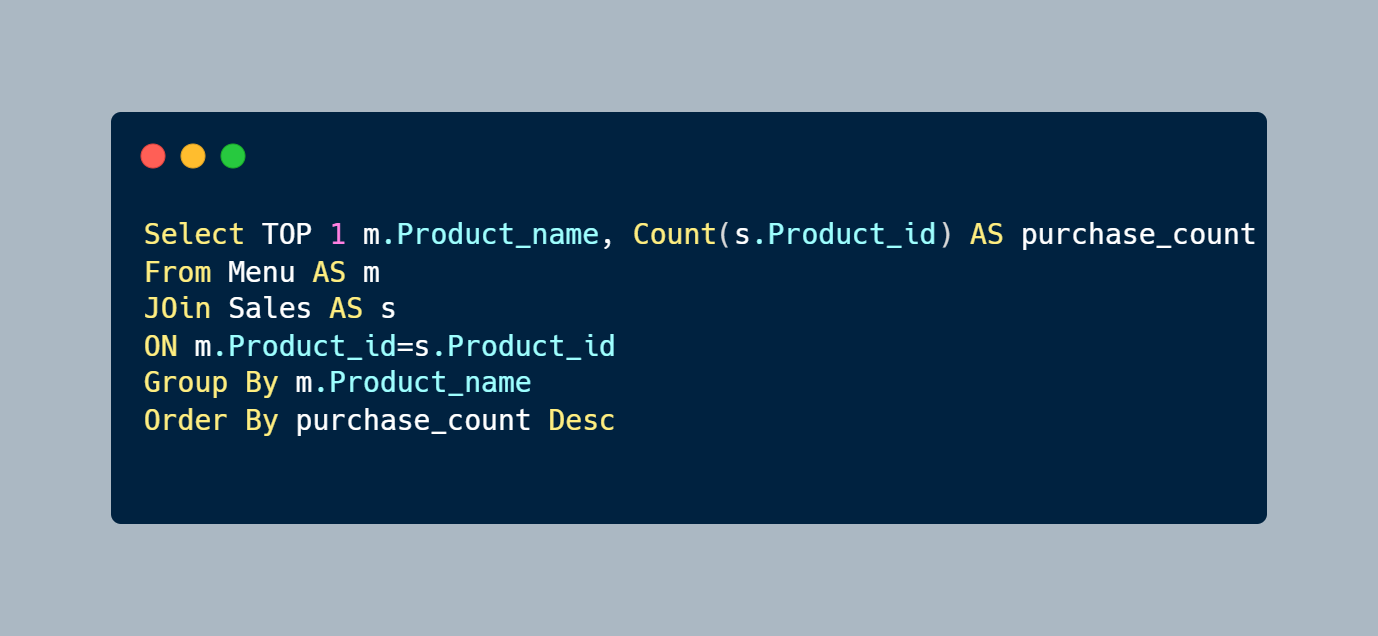 Select TOP 1 m.Product_name, Count(s.Product_id) AS purchase_count
From Menu AS m
JOin Sales AS s
ON m.Product_id=s.Product_id
Group By m.Product_name
Order By purchase_count Desc